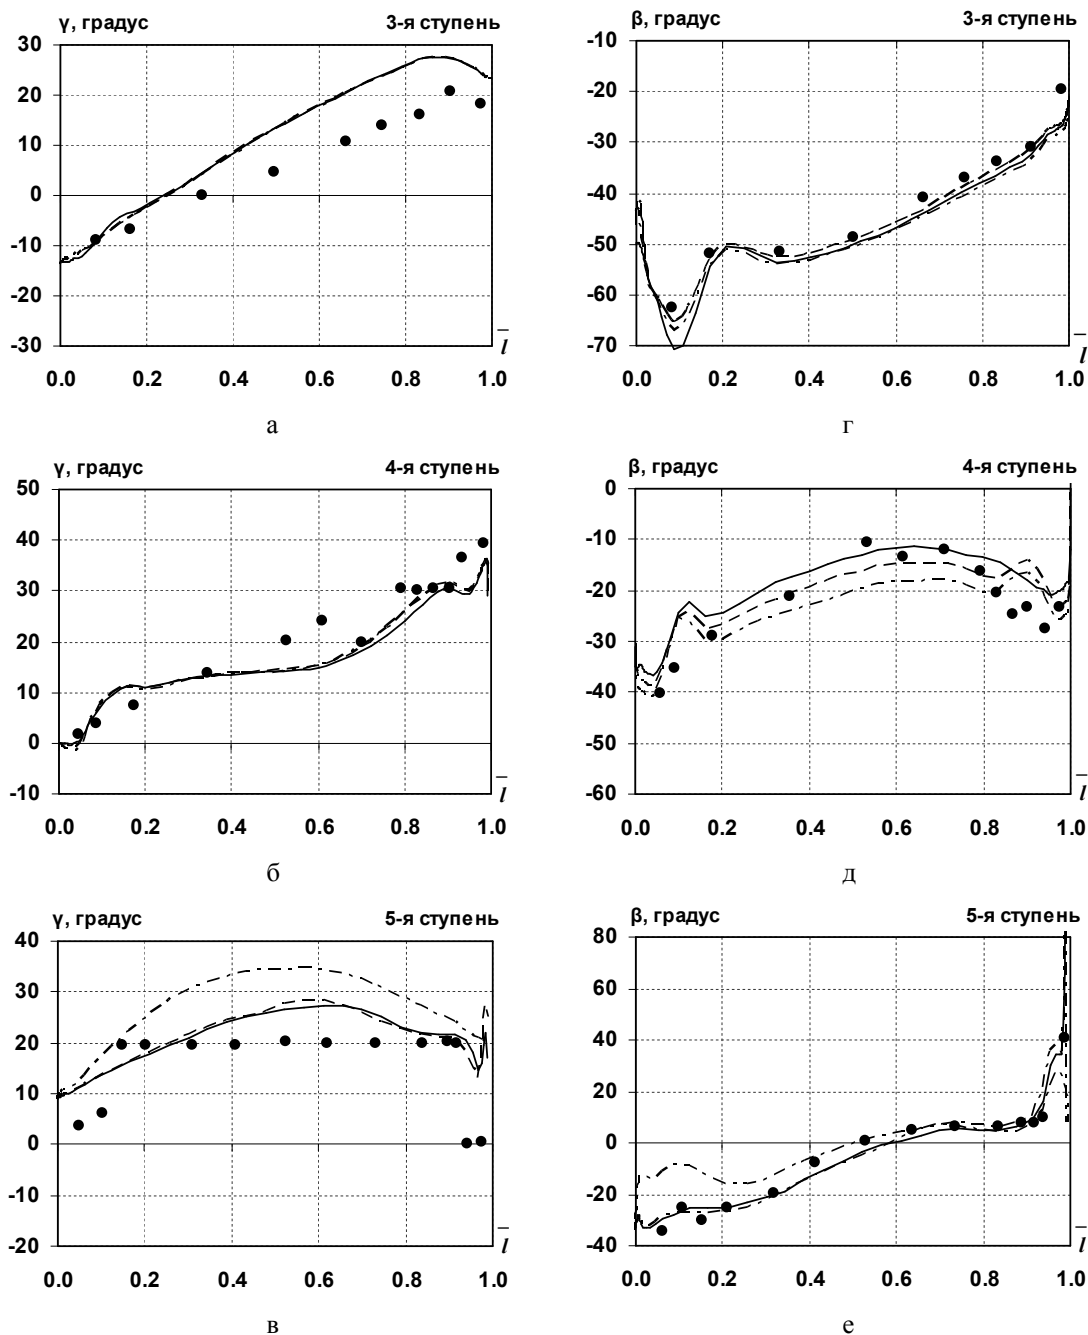 γ, градус 3-я ступень
30
20
10
0
-10
-20
-30
0.0 0.2 0.4 0.6 0.8 1.0
l̅
а
β, градус 3-я ступень
-10
-20
-30
-40
-50
-60
-70
0.0 0.2 0.4 0.6 0.8 1.0
l̅
г
γ, градус 4-я ступень
50
40
30
20
10
0
-10
0.0 0.2 0.4 0.6 0.8 1.0
l̅
б
β, градус 4-я ступень
0
-10
-20
-30
-40
-50
-60
0.0 0.2 0.4 0.6 0.8 1.0
l̅
д
γ, градус 5-я ступень
40
30
20
10
0
-10
-20
0.0 0.2 0.4 0.6 0.8 1.0
l̅
в
β, градус 5-я ступень
80
60
40
20
0
-20
-40
0.0 0.2 0.4 0.6 0.8 1.0
l̅
е